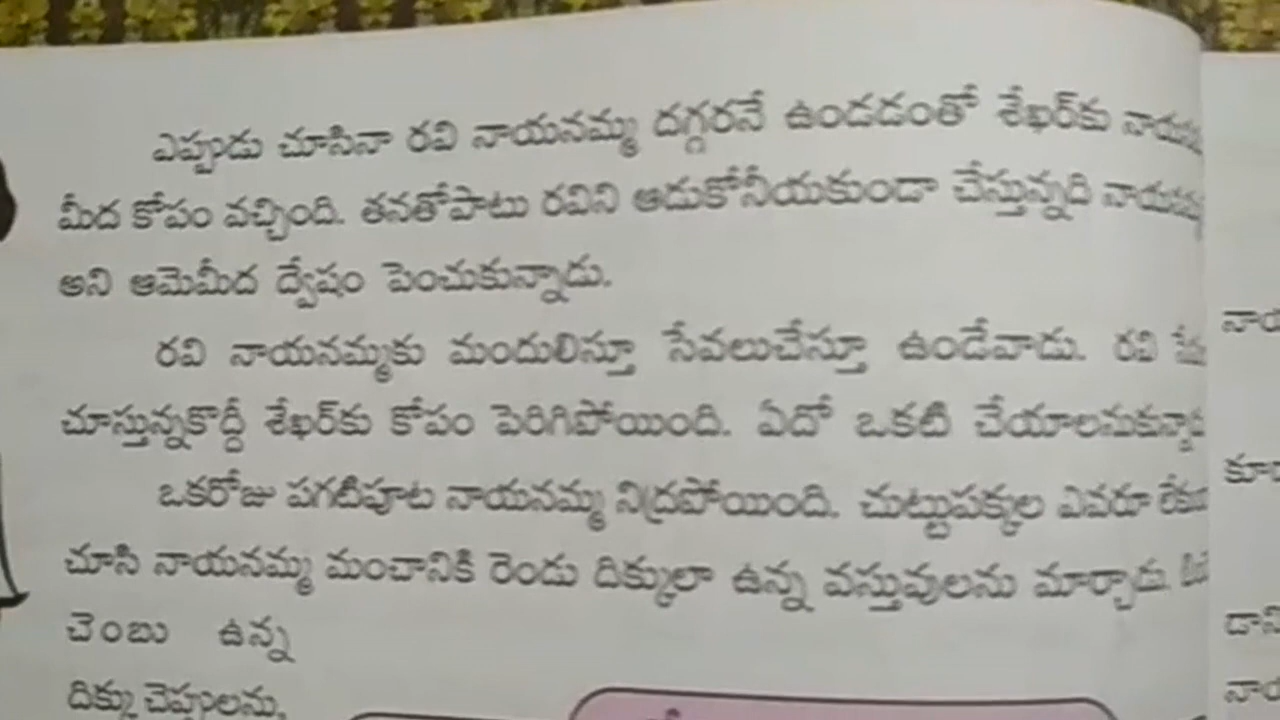 ఎప్పుడు చూసినా రవి నాయనమ్మ దగ్గరనే ఉండడంతో శేఖర్‌కు
మీద కోపం వచ్చింది. తనతోపాటు రవిని ఆడుకోనీయకుండా చేస్తున్నది
అని ఆమెమీద ద్వేషం పెంచుకున్నాడు.
రవి నాయనమ్మకు మందులిస్తూ సేవలుచేస్తూ ఉండేవాడు. రవి
చూస్తున్నకొద్దీ శేఖర్‌కు కోపం పెరిగిపోయింది. ఏదో ఒకటి
ఒకరోజు పగటిపూట నాయనమ్మ నిద్రపోయింది. చుట్టుపక్కల ఎవరూ
చూసి నాయనమ్మ మంచానికి రెండు దిక్కులా ఉన్న వస్తువులను మార్చాడు.
చెంబు ఉన్న
దిక్కు చెప్పులను,